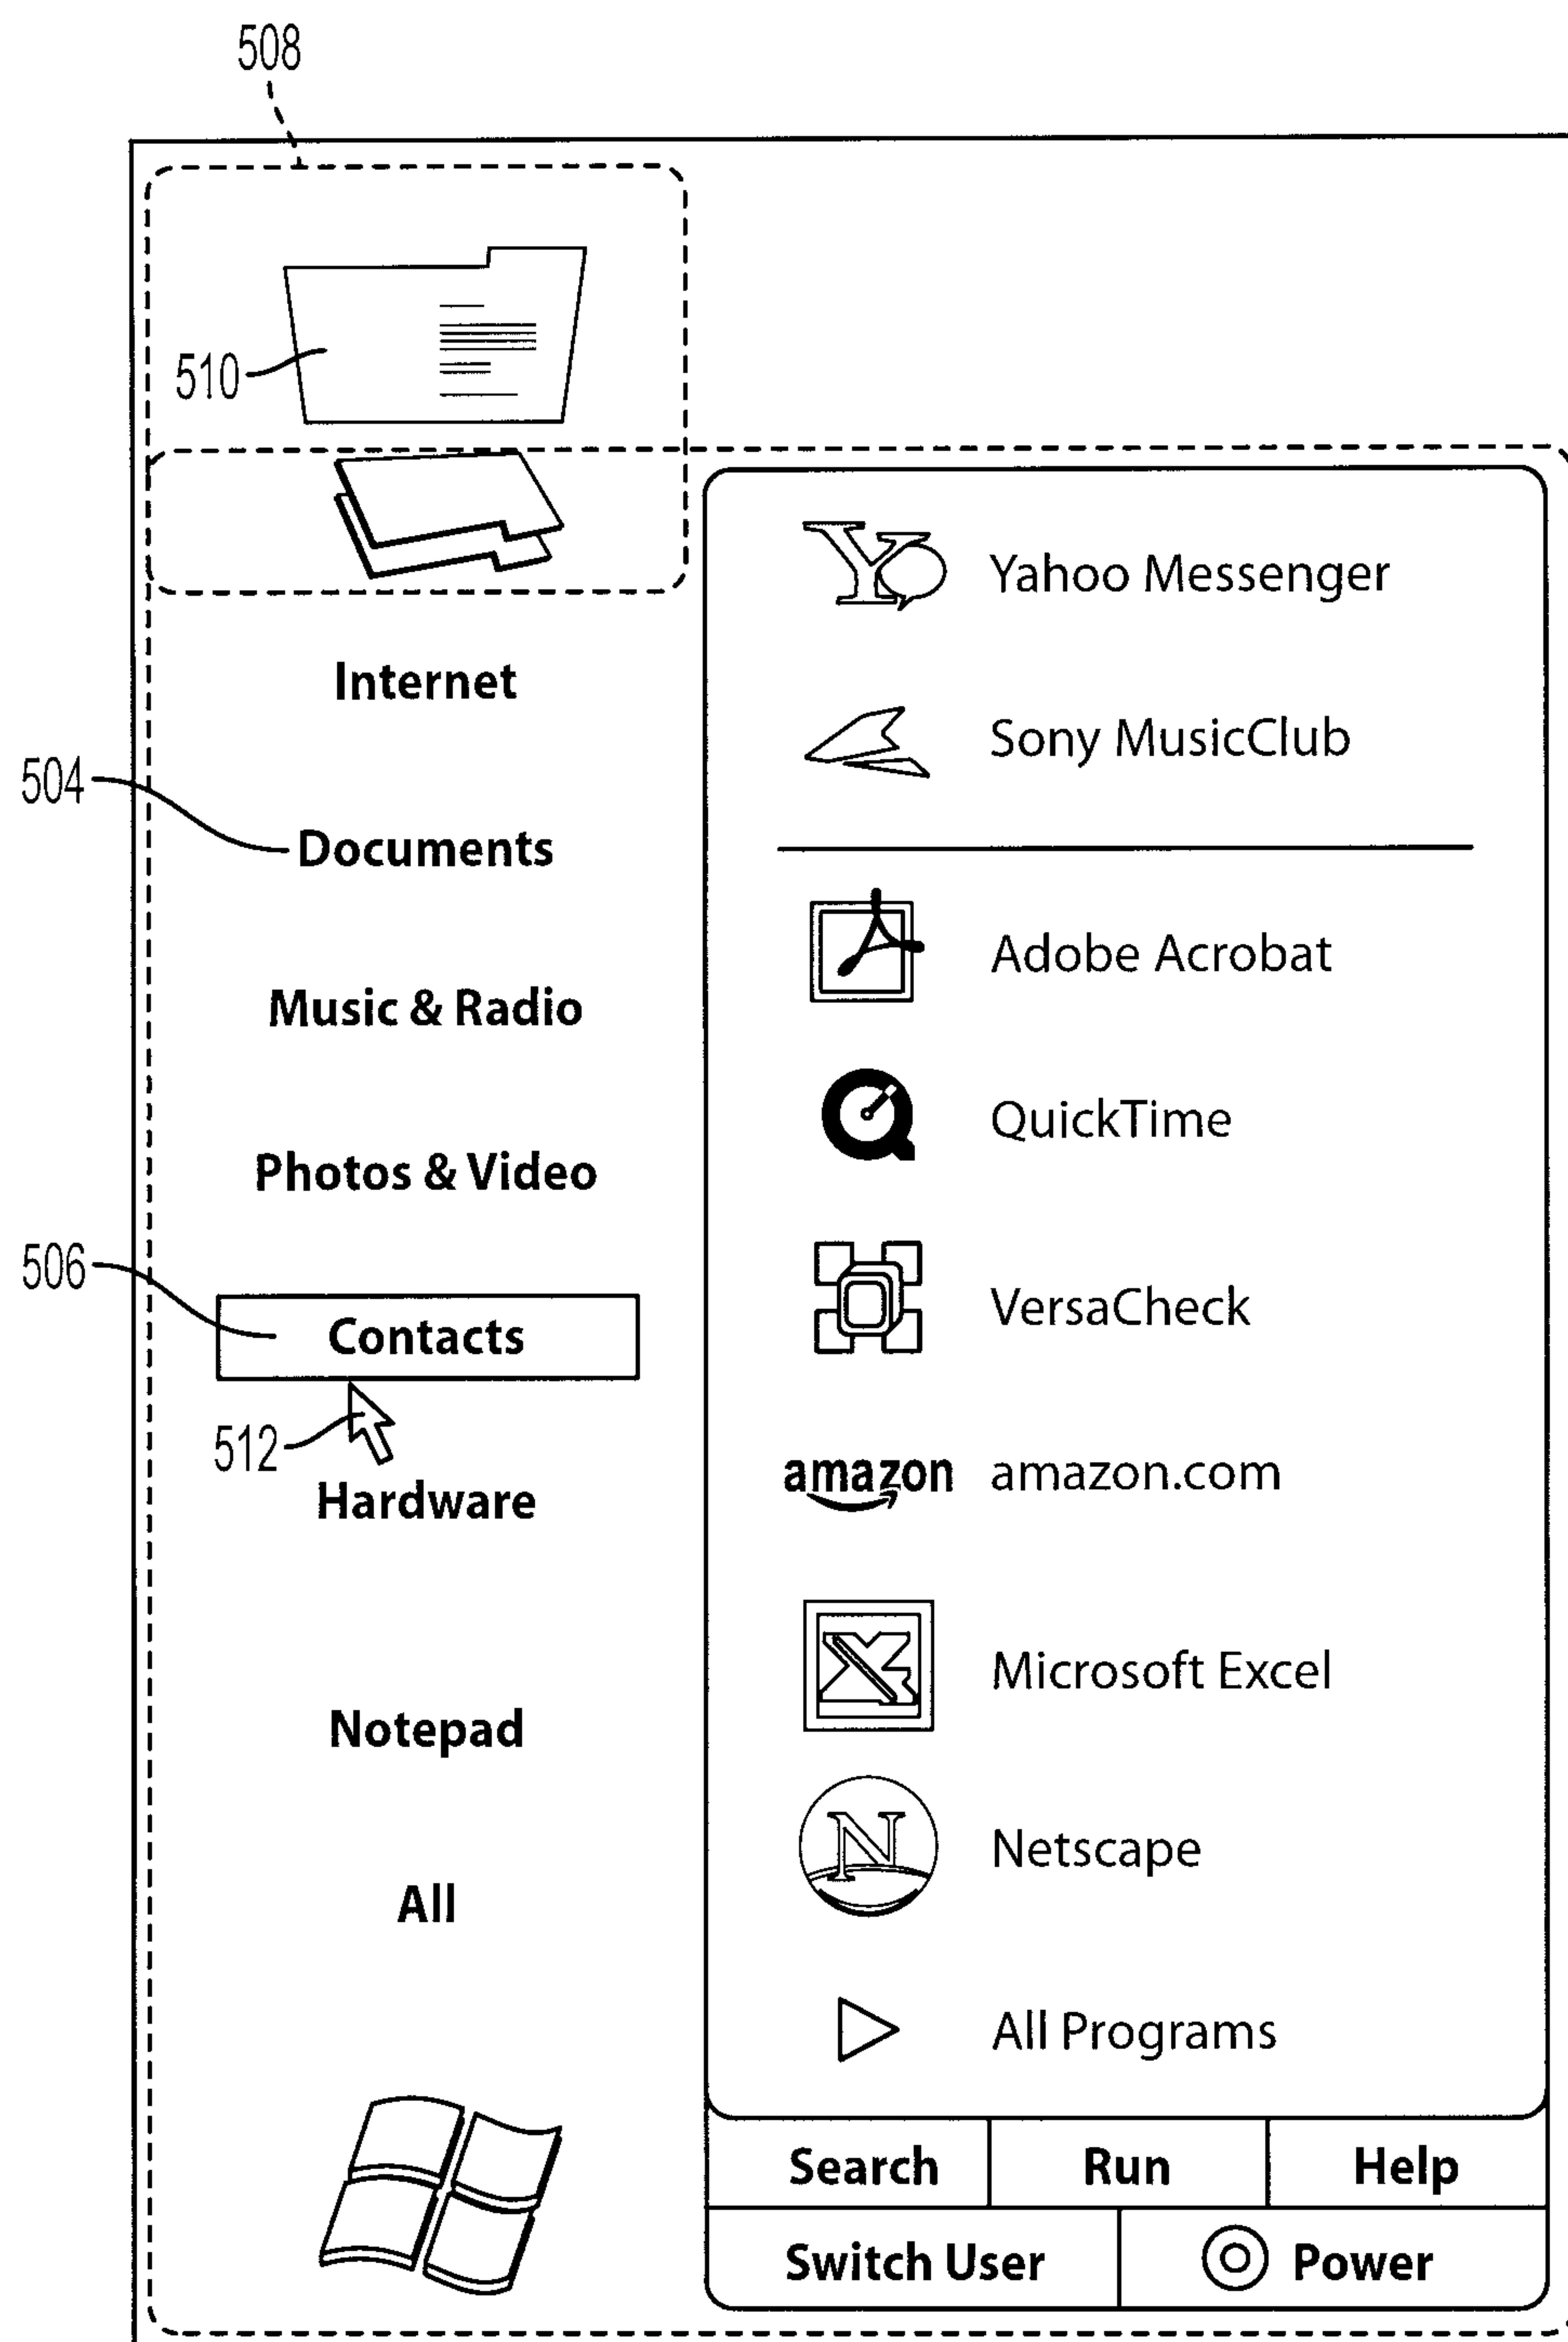 508
510
Internet
504
Documents
Music & Radio
Photos & Video
506
Contacts
512
Hardware
Notepad
All
Y
Yahoo Messenger
Sony MusicClub
Adobe Acrobat
QuickTime
VersaCheck
amazon amazon.com
Microsoft Excel
N Netscape
All Programs
Search Run Help
Switch User Power